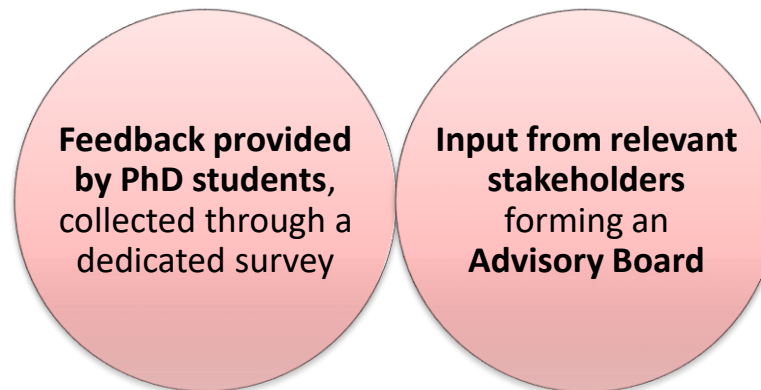 Feedback provided
by PhD students,
collected through a
dedicated survey
Input from relevant
stakeholders
forming an
Advisory Board